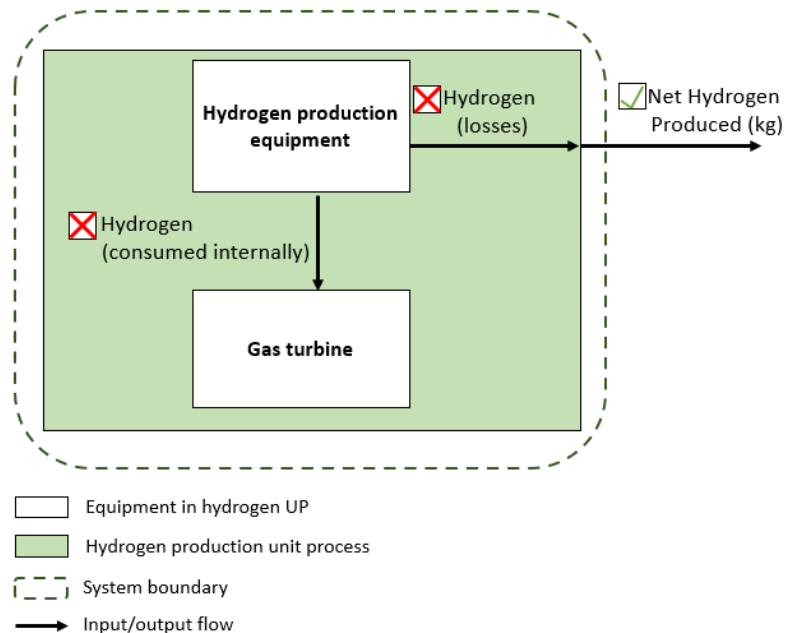 Hydrogen production
equipment
Hydrogen
(losses)
Net Hydrogen
Produced (kg)
Hydrogen
(consumed internally)
Gas turbine
Equipment in hydrogen UP
Hydrogen production unit process
System boundary
Input/output flow